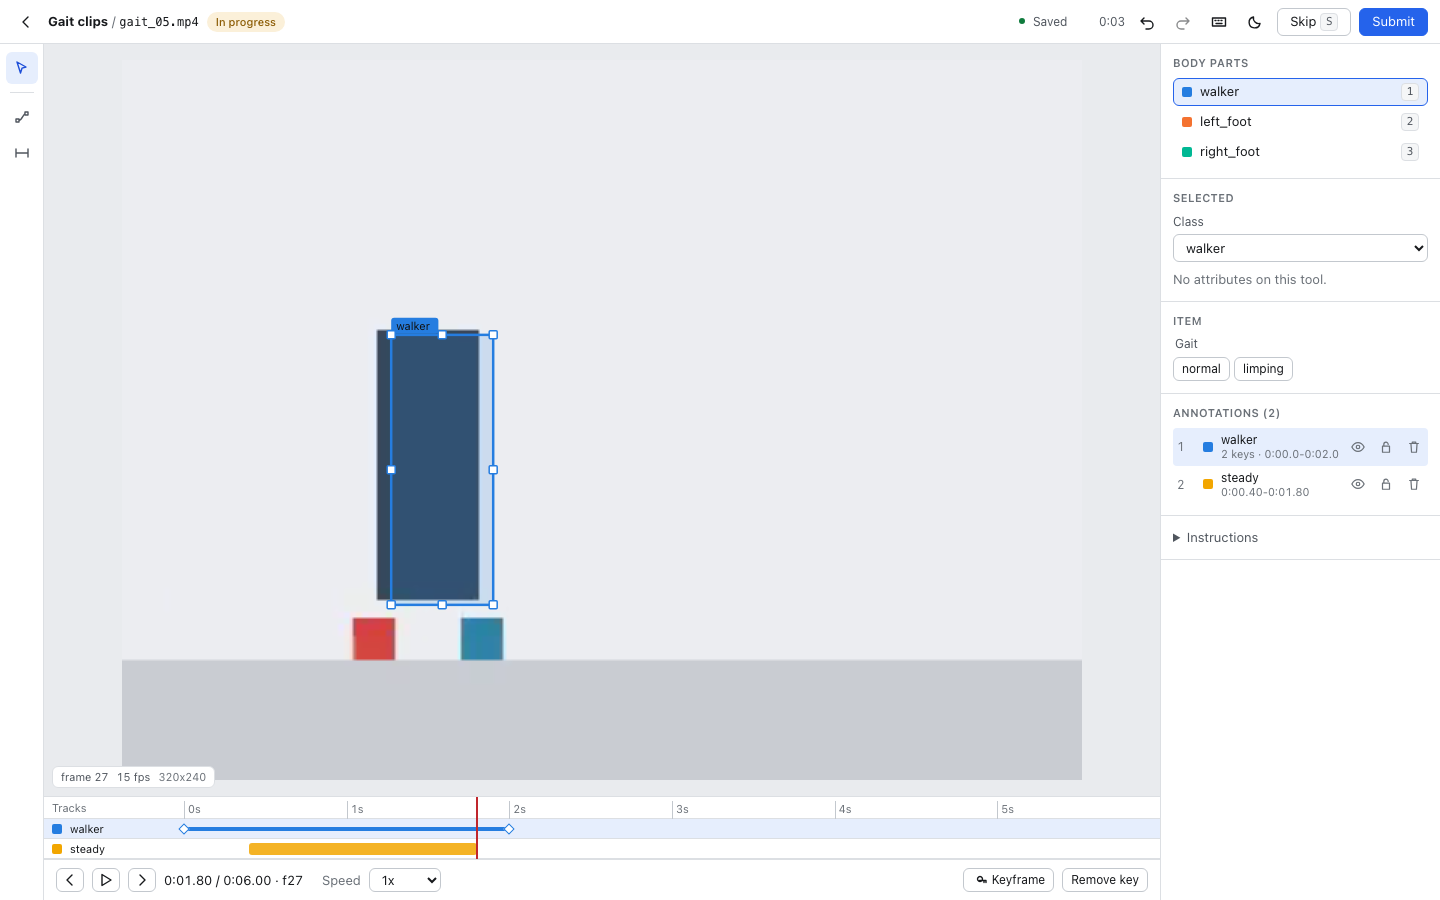 Gait clips / gait_05.mp4 In progress
Saved 0:03 Skip S Submit
BODY PARTS
walker 1
left_foot 2
right_foot 3
SELECTED
Class
walker
No attributes on this tool.
ITEM
Gait
normal limping
ANNOTATIONS (2)
1 walker
2 keys · 0:00.0-0:02.0
2 steady
0:00.40-0:01.80
Instructions
walker
frame 27 15 fps 320x240
Tracks 0s 1s 2s 3s 4s 5s
walker
steady
0:01.80 / 0:06.00 · f27 Speed 1x Keyframe Remove key